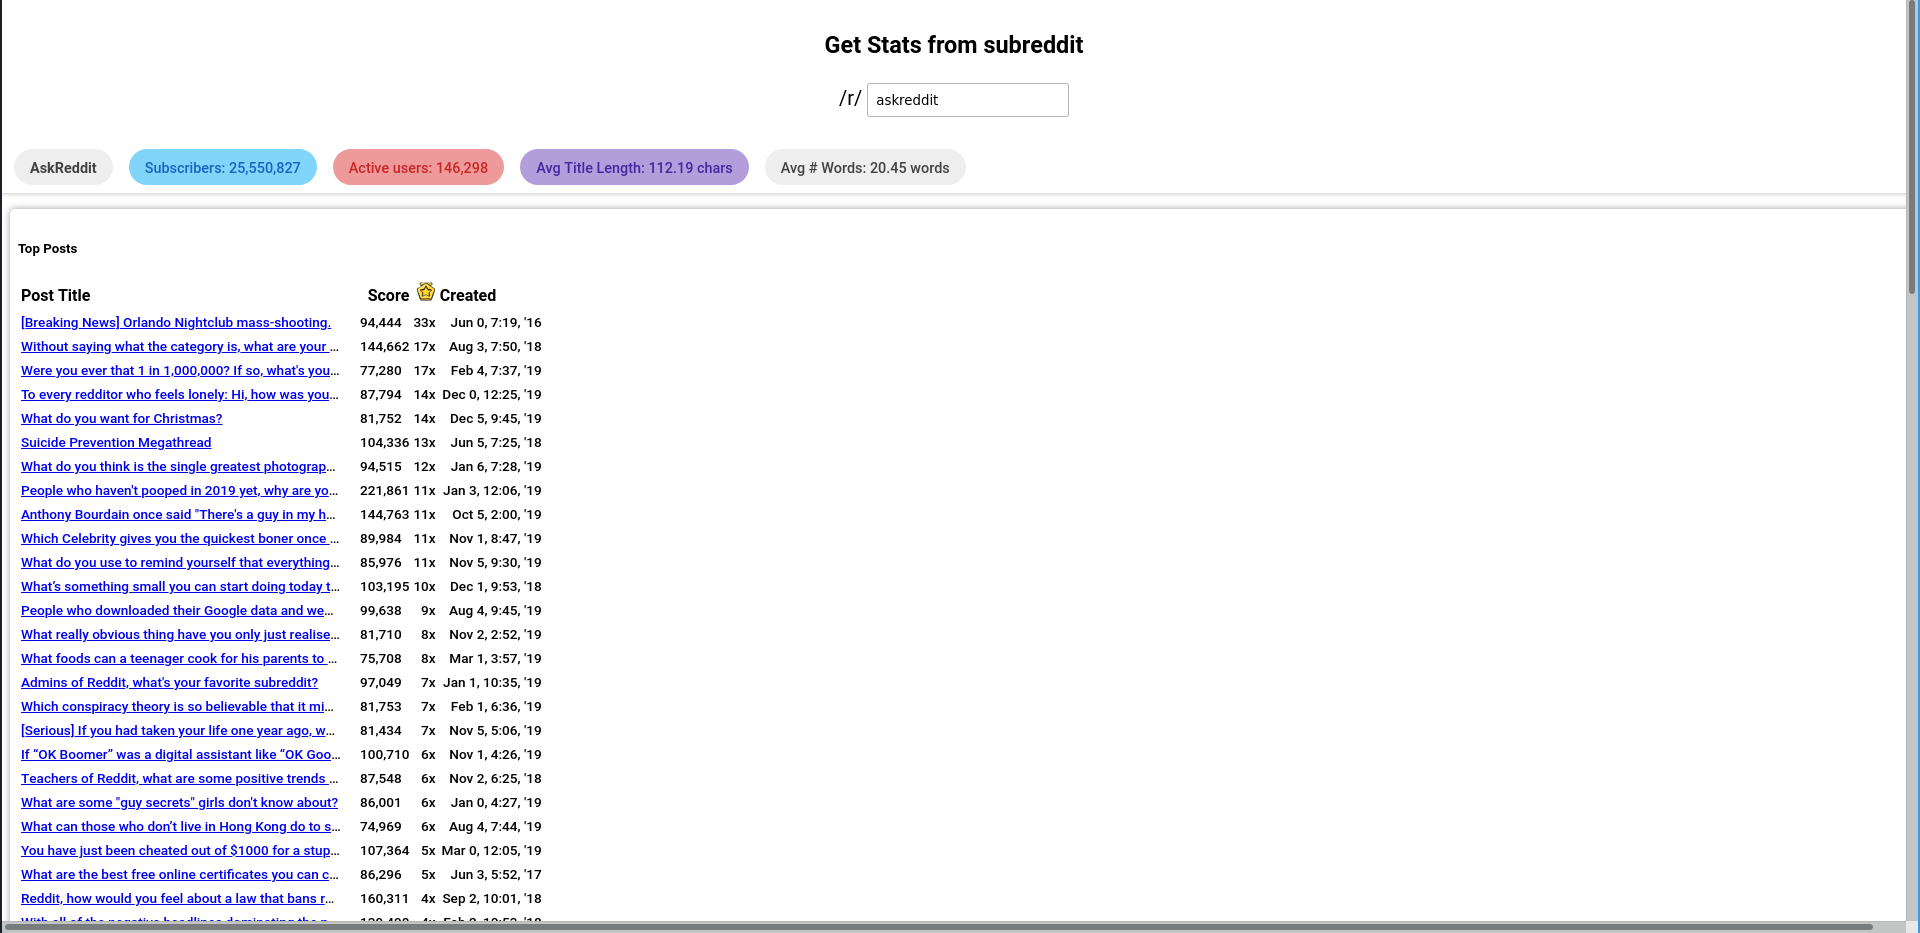 Get Stats from subreddit
/r/ askreddit
AskReddit Subscribers: 25,550,827 Active users: 146,298 Avg Title Length: 112.19 chars Avg # Words: 20.45 words
Top Posts
Post Title Score Created
[Breaking News] Orlando Nightclub mass-shooting. 94,444 33x Jun 0, 7:19, '16
Without saying what the category is, what are your … 144,662 17x Aug 3, 7:50, '18
Were you ever that 1 in 1,000,000? If so, what's you… 77,280 17x Feb 4, 7:37, '19
To every redditor who feels lonely: Hi, how was you… 87,794 14x Dec 0, 12:25, '19
What do you want for Christmas? 81,752 14x Dec 5, 9:45, '19
Suicide Prevention Megathread 104,336 13x Jun 5, 7:25, '18
What do you think is the single greatest photograp… 94,515 12x Jan 6, 7:28, '19
People who haven't pooped in 2019 yet, why are yo… 221,861 11x Jan 3, 12:06, '19
Anthony Bourdain once said "There's a guy in my h… 144,763 11x Oct 5, 2:00, '19
Which Celebrity gives you the quickest boner once … 89,984 11x Nov 1, 8:47, '19
What do you use to remind yourself that everything… 85,976 11x Nov 5, 9:30, '19
What's something small you can start doing today t… 103,195 10x Dec 1, 9:53, '18
People who downloaded their Google data and we… 99,638 9x Aug 4, 9:45, '19
What really obvious thing have you only just realise… 81,710 8x Nov 2, 2:52, '19
What foods can a teenager cook for his parents to … 75,708 8x Mar 1, 3:57, '19
Admins of Reddit, what's your favorite subreddit? 97,049 7x Jan 1, 10:35, '19
Which conspiracy theory is so believable that it mi… 81,753 7x Feb 1, 6:36, '19
[Serious] If you had taken your life one year ago, w… 81,434 7x Nov 5, 5:06, '19
If “OK Boomer” was a digital assistant like “OK Goo… 100,710 6x Nov 1, 4:26, '19
Teachers of Reddit, what are some positive trends … 87,548 6x Nov 2, 6:25, '18
What are some "guy secrets" girls don't know about? 86,001 6x Jan 0, 4:27, '19
What can those who don’t live in Hong Kong do to s… 74,969 6x Aug 4, 7:44, '19
You have just been cheated out of $1000 for a stup… 107,364 5x Mar 0, 12:05, '19
What are the best free online certificates you can c… 86,296 5x Jun 3, 5:52, '17
Reddit, how would you feel about a law that bans r… 160,311 4x Sep 2, 10:01, '18
With all of the negative headlines dominating the